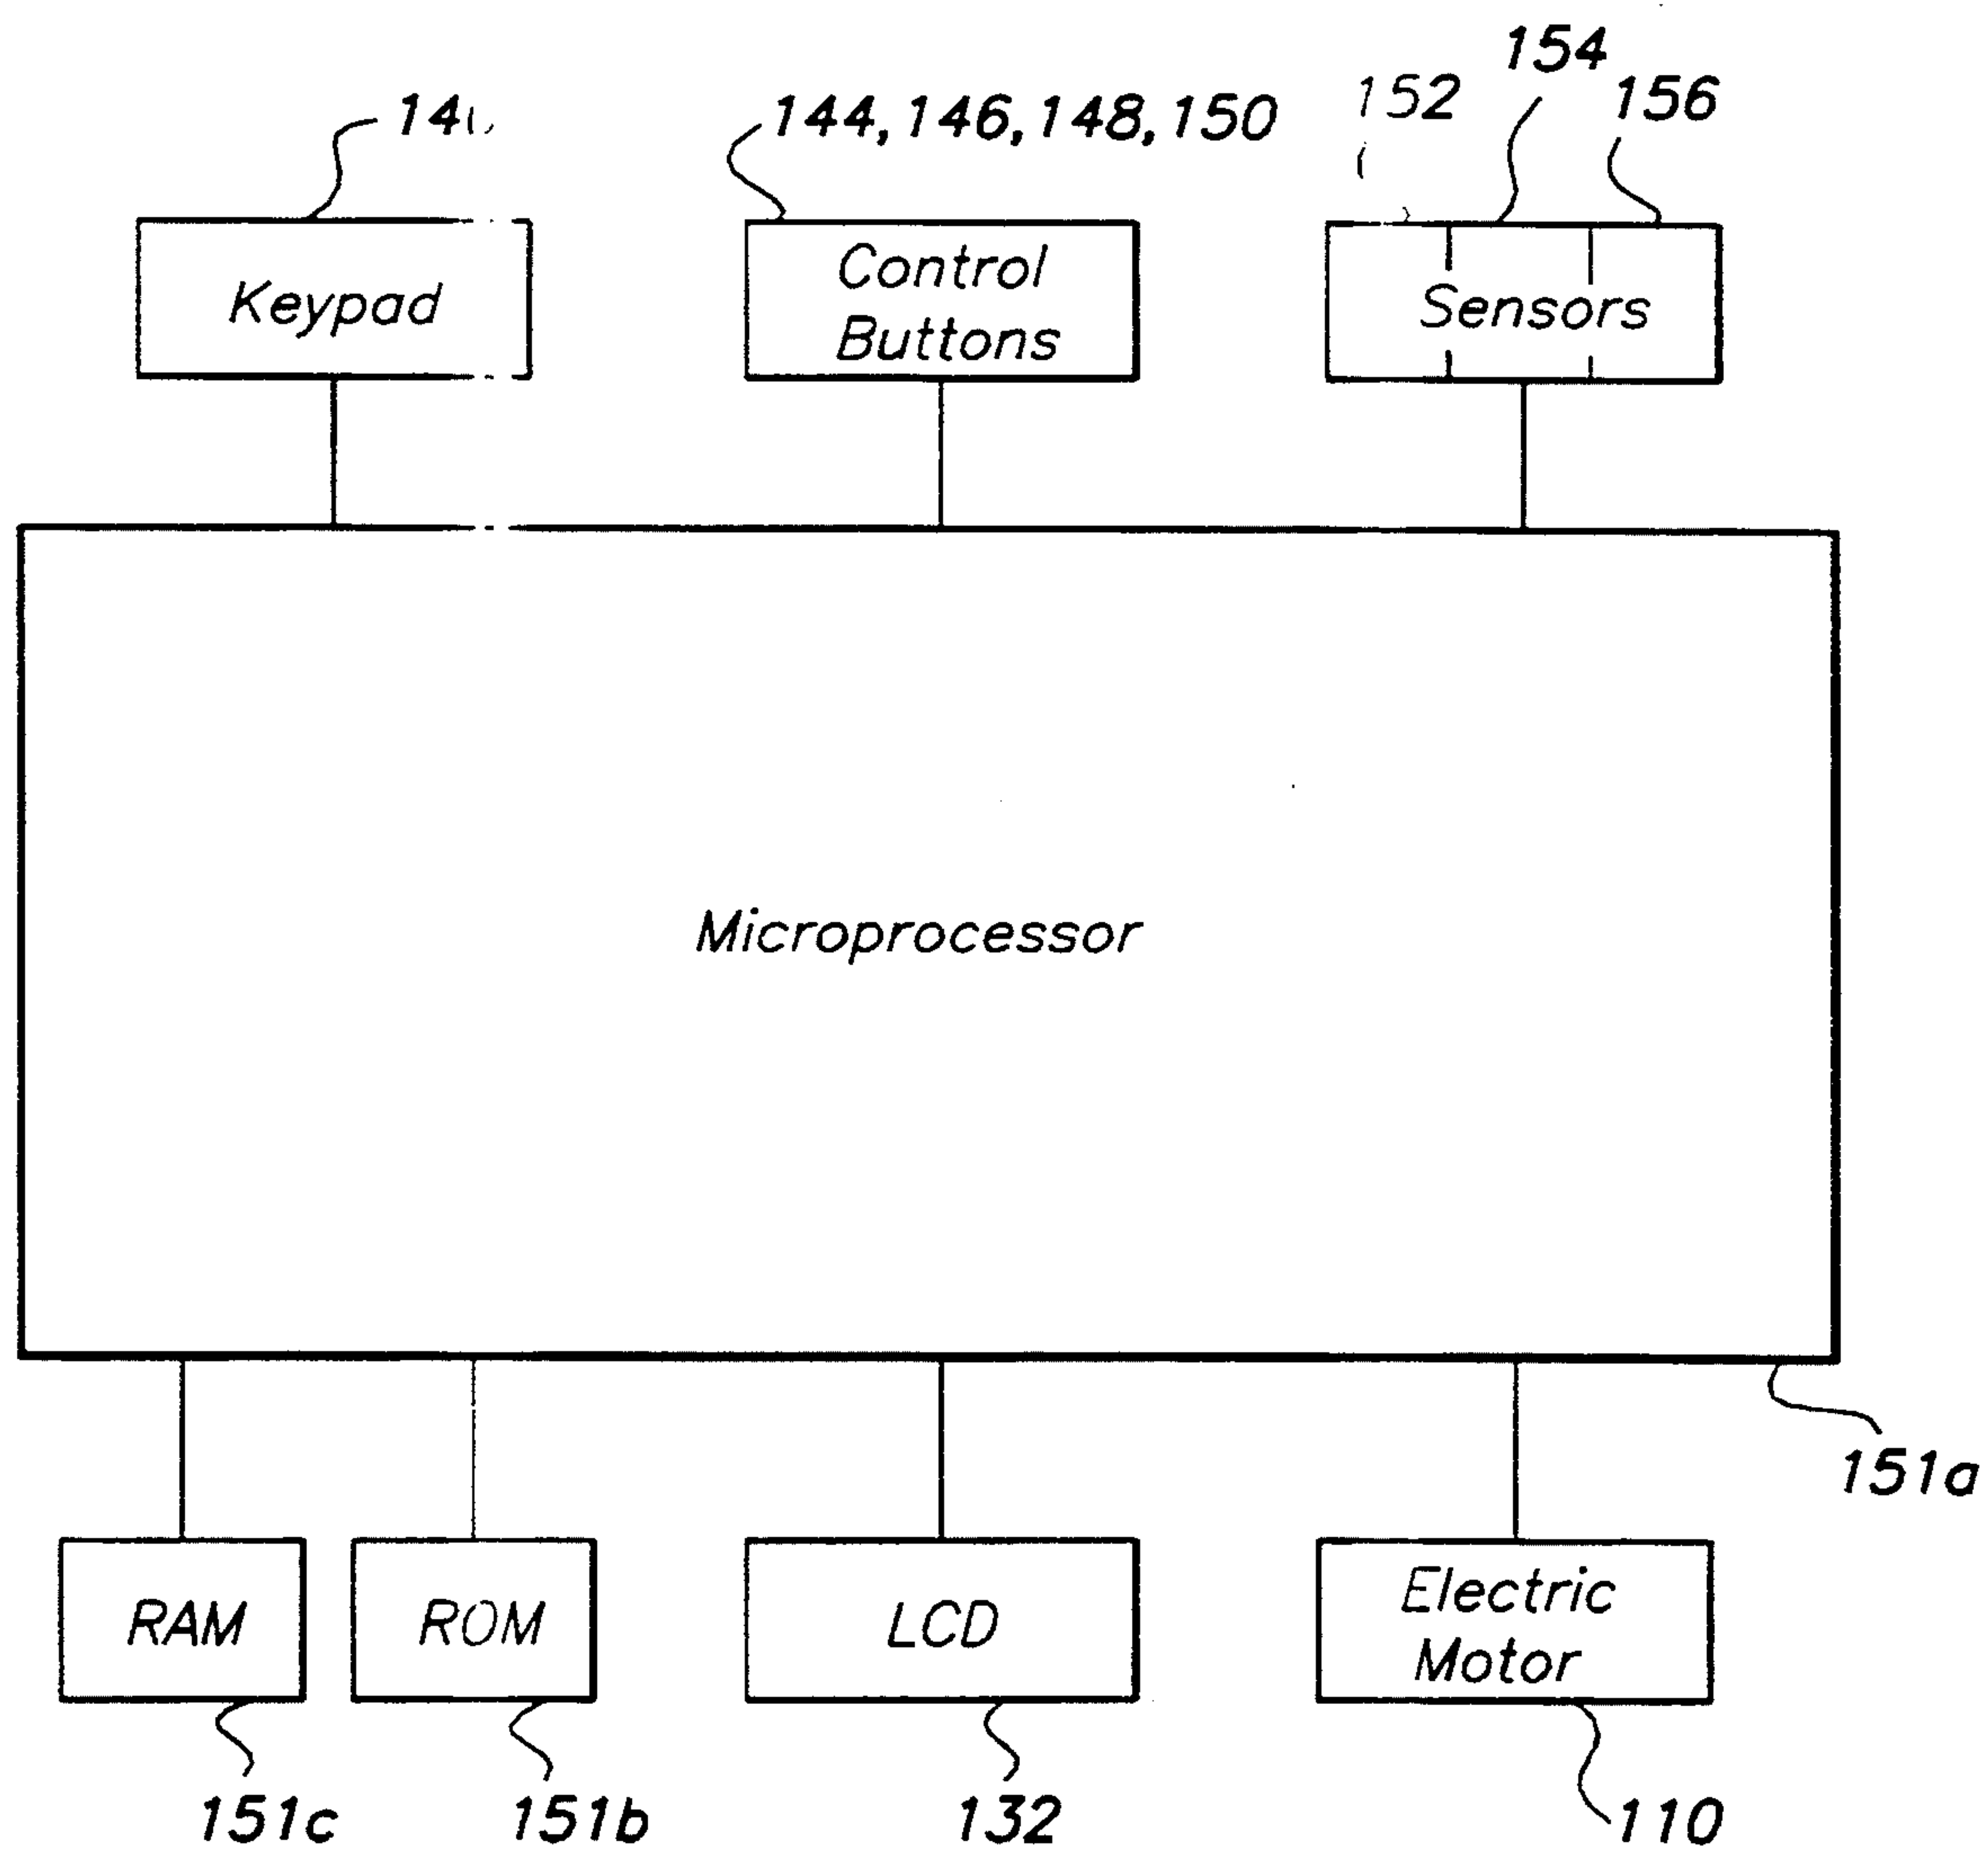 154
152
156
144, 146, 148, 150
Keypad
Control
Buttons
Sensors
Microprocessor
151a
RAM
ROM
LCD
Electric
Motor
151c
151b
132
110